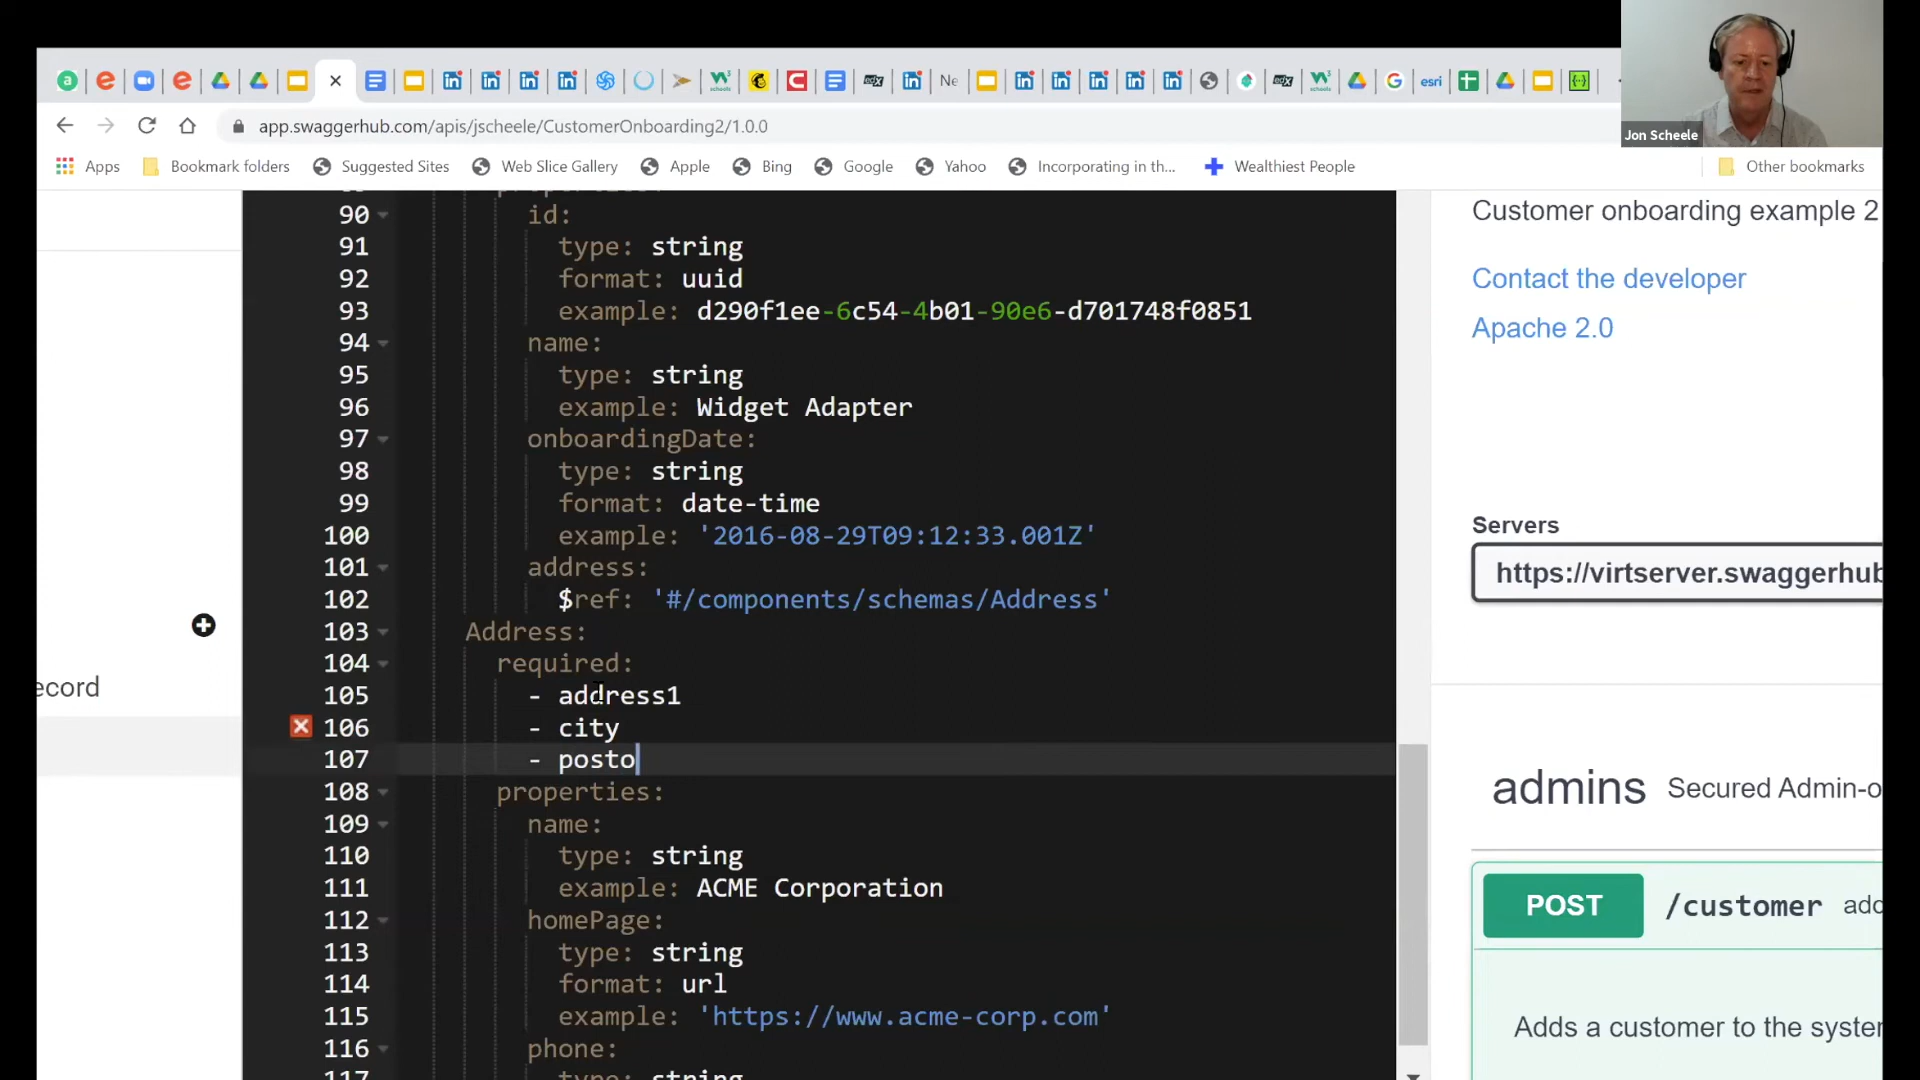 Ne
esri
Jon Scheele
app.swaggerhub.com/apis/jscheele/CustomerOnboarding2/1.0.0
Apps Bookmark folders Suggested Sites Web Slice Gallery Apple Bing Google Yahoo Incorporating in th... Wealthiest People Other bookmarks
90 id:
91 type: string
92 format: uuid
93 example: d290f1ee-6c54-4b01-90e6-d701748f0851
94 name:
95 type: string
96 example: Widget Adapter
97 onboardingDate:
98 type: string
99 format: date-time
100 example: '2016-08-29T09:12:33.001Z'
101 address:
102 $ref: '#/components/schemas/Address'
103 Address:
104 required:
105 - address1
106 - city
107 - posto
108 properties:
109 name:
110 type: string
111 example: ACME Corporation
112 homePage:
113 type: string
114 format: url
115 example: 'https://www.acme-corp.com'
116 phone:
117 type: string
ecord
Customer onboarding example 2
Contact the developer
Apache 2.0
Servers
https://virtserver.swaggerhub
admins Secured Admin-o
POST /customer add
Adds a customer to the syster